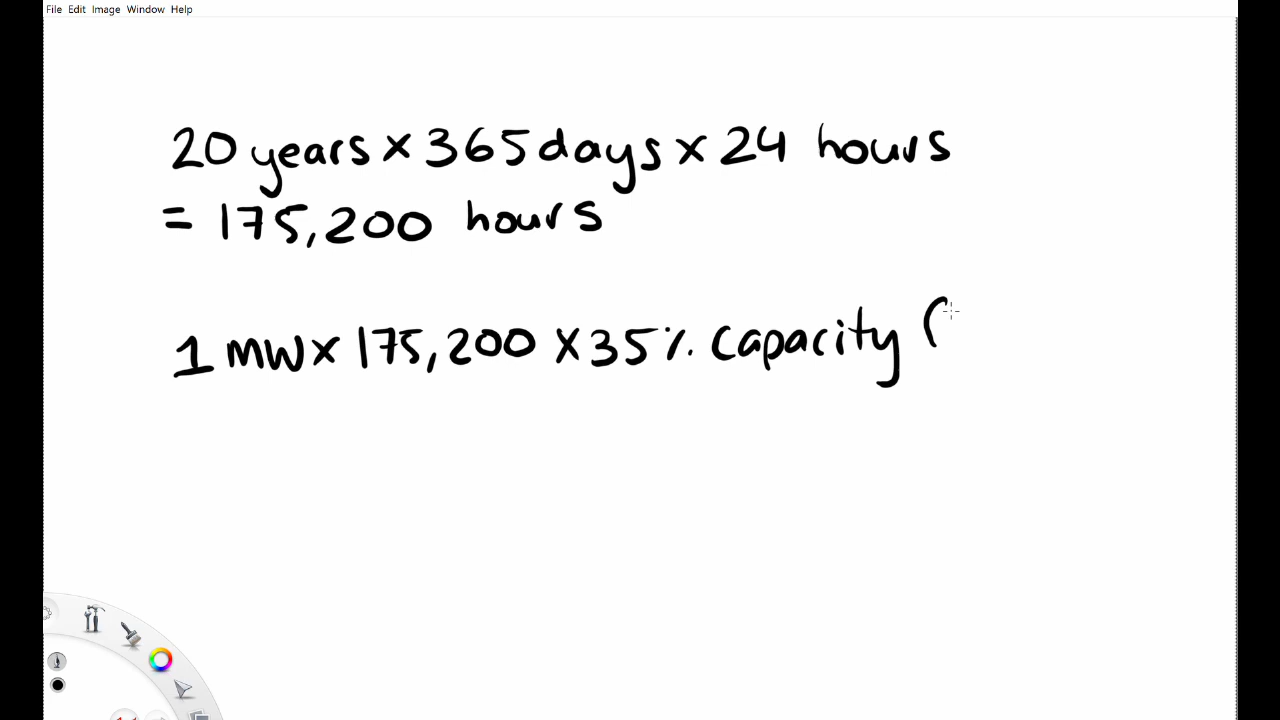 File Edit Image Window Help
20 years x 365 days x 24 hours
= 175,200 hours
1 MW x 175,200 x 35% capacity (